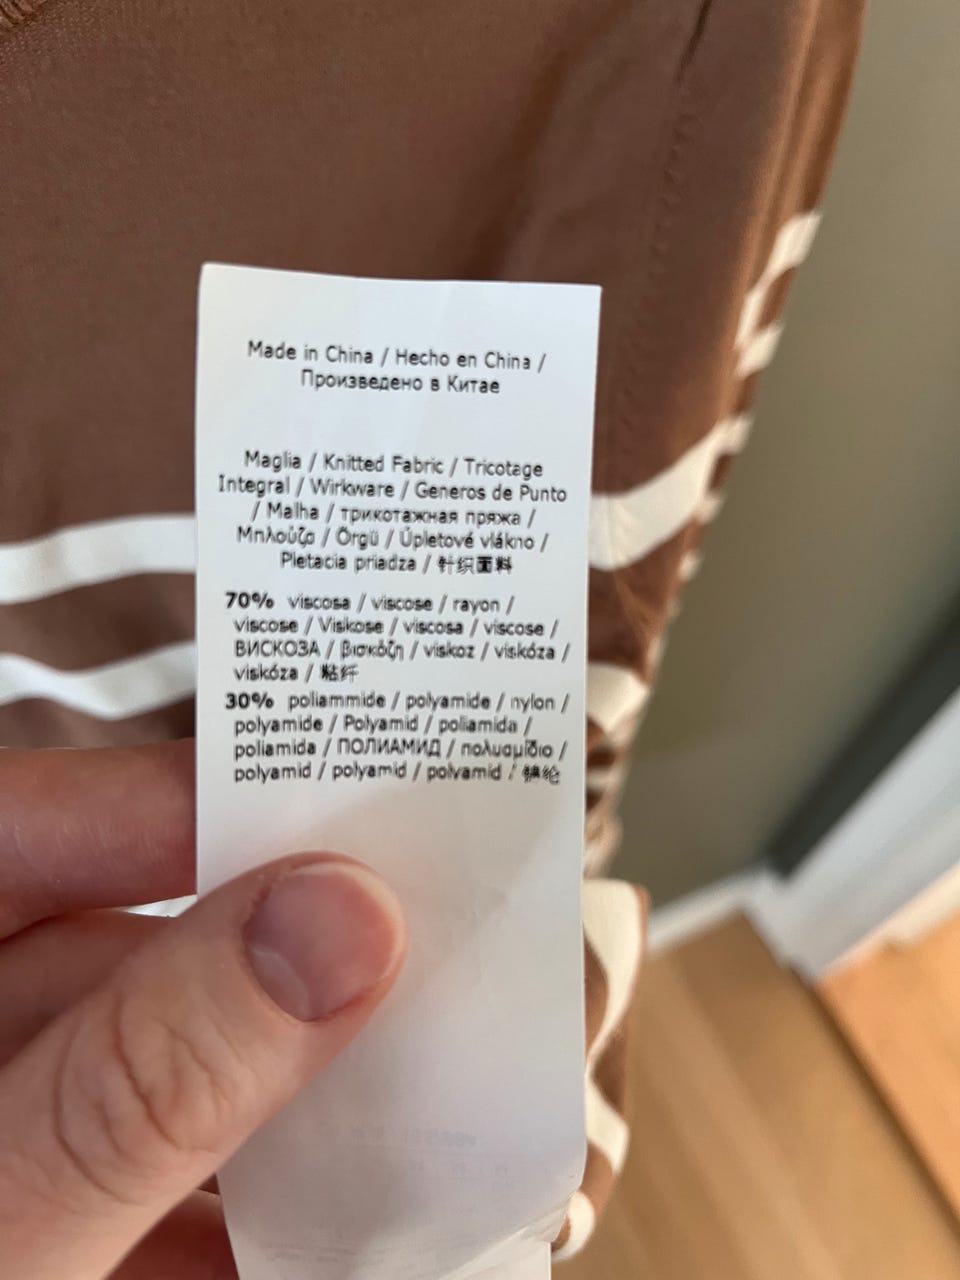 Made in China / Hecho en China /
Произведено в Китае
Maglia / Knitted Fabric / Tricotage
Integral / Wirkware / Generos de Punto
/ Malha / трикотажная пряжа /
Μπλούζα / Örgü / Úpletové vlákno /
Pletacia priadza / 针织面料
70% viscosa / viscose / rayon /
viscose / Viskose / viscosa / viscose /
ВИСКОЗА / βισκόζη / viskoz / viskóza /
viskóza / 粘纤
30% poliammide / polyamide / nylon /
polyamide / Polyamid / poliamida /
poliamida / ПОЛИАМИД / πολυαμίδιο /
polyamid / polyamid / polyamid / 锦纶